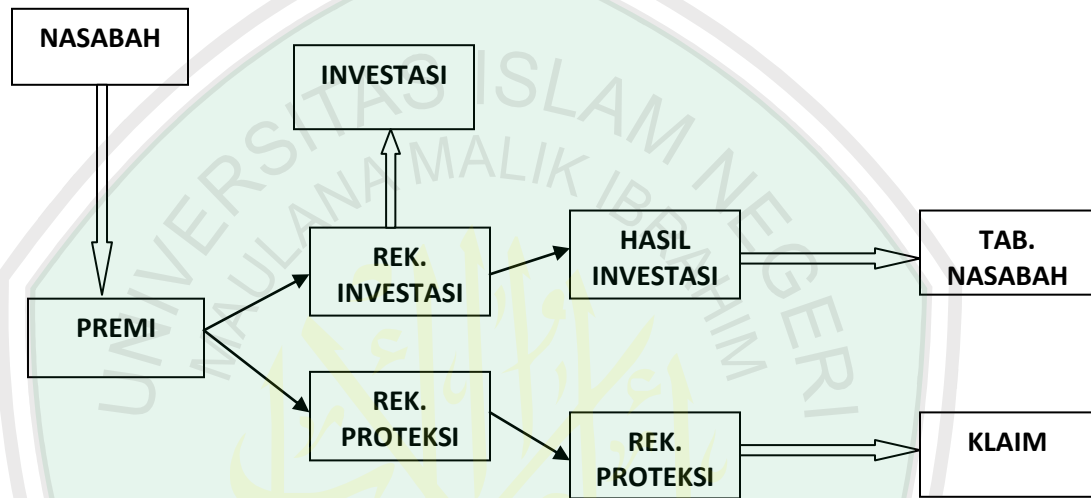 NASABAH
INVESTASI
REK.
INVESTASI
HASIL
INVESTASI
TAB.
NASABAH
PREMI
REK.
PROTEKSI
REK.
PROTEKSI
KLAIM
UNIVERSITAS ISLAM NEGERI
MAULANA MALIK IBRAHIM